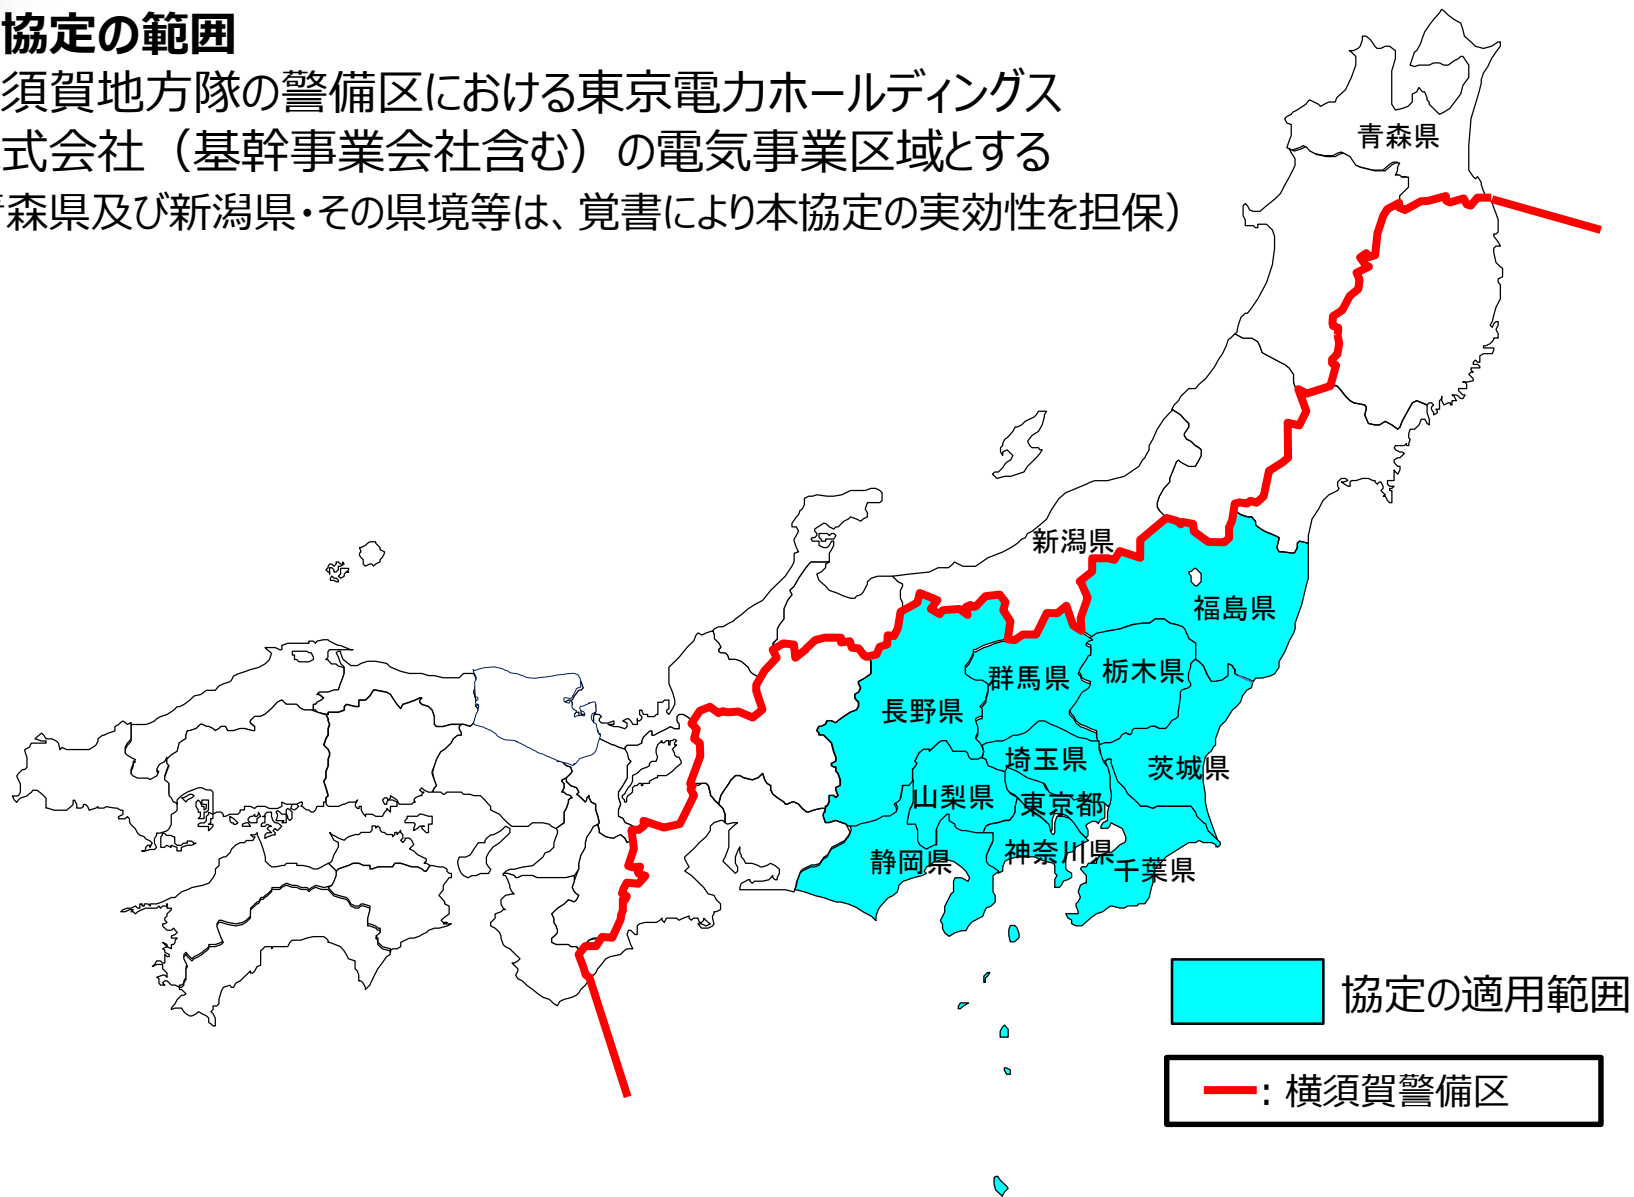 協定の範囲
須賀地方隊の警備区における東京電力ホールディングス
式会社（基幹事業会社含む）の電気事業区域とする
森県及び新潟県・その県境等は、覚書により本協定の実効性を担保）
青森県
新潟県
福島県
群馬県
栃木県
長野県
埼玉県
茨城県
山梨県
東京都
静岡県
神奈川県
千葉県
協定の適用範囲
：横須賀警備区